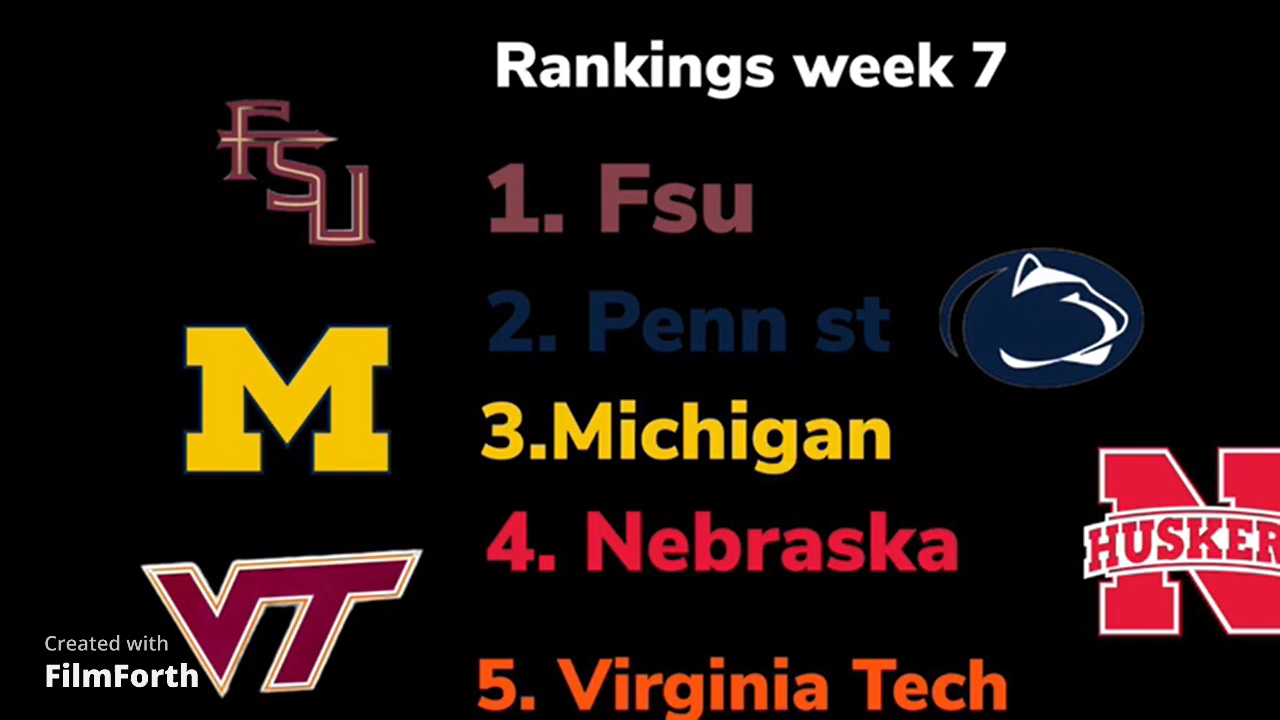 Rankings week 7
FSU
1. Fsu
2. Penn st
M
3.Michigan
N
HUSKER
4. Nebraska
VT
Created with
FilmForth
5. Virginia Tech